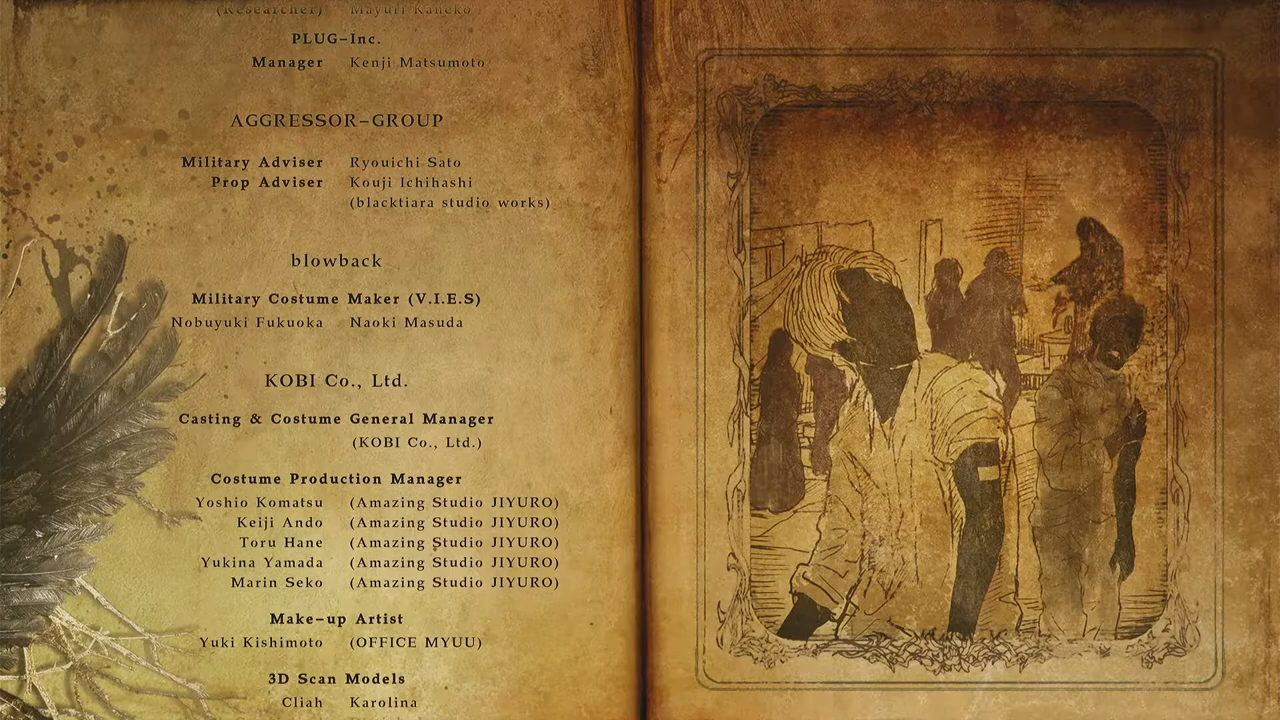 (Researcher) Mayuri Kaneko
PLUG-Inc.
Manager Kenji Matsumoto
AGGRESSOR-GROUP
Military Adviser Ryouichi Sato
Prop Adviser Kouji Ichihashi
(blacktiara studio works)
blowback
Military Costume Maker (V.I.E.S)
Nobuyuki Fukuoka Naoki Masuda
KOBI Co., Ltd.
Casting & Costume General Manager
(KOBI Co., Ltd.)
Costume Production Manager
Yoshio Komatsu (Amazing Studio JIYURO)
Keiji Ando (Amazing Studio JIYURO)
Toru Hane (Amazing Studio JIYURO)
Yukina Yamada (Amazing Studio JIYURO)
Marin Seko (Amazing Studio JIYURO)
Make-up Artist
Yuki Kishimoto (OFFICE MYUU)
3D Scan Models
Cliah Karolina